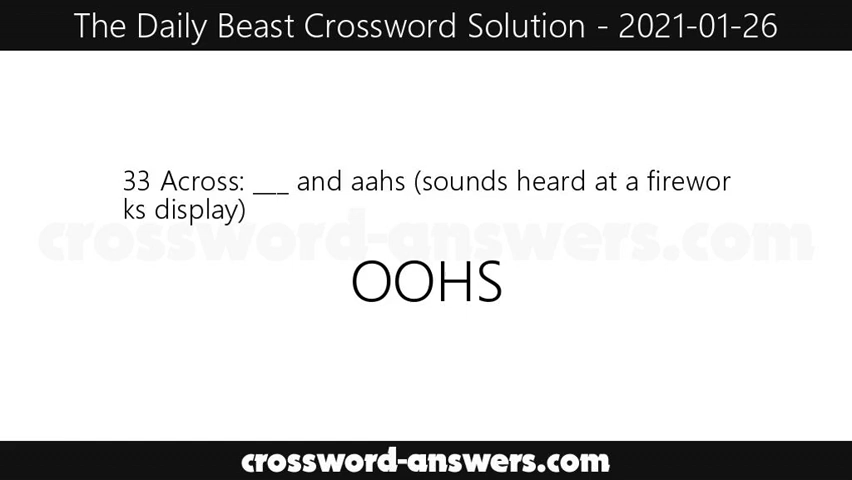 The Daily Beast Crossword Solution - 2021-01-26
33 Across: ___ and aahs (sounds heard at a firewor
ks display)
crossword-answers.com
OOHS
crossword-answers.com